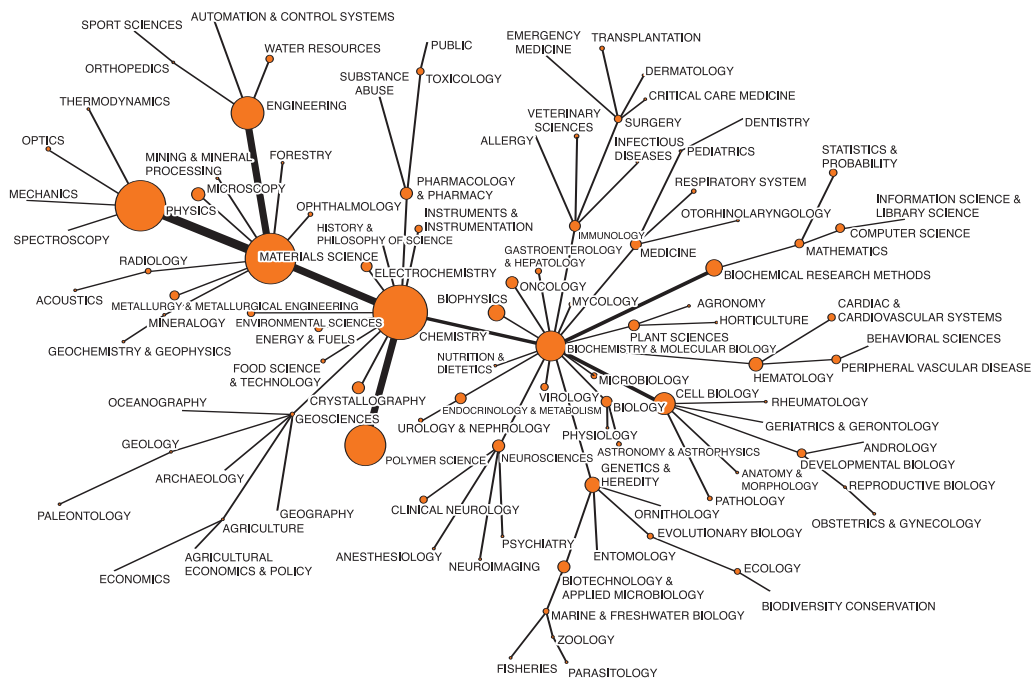 AUTOMATION & CONTROL SYSTEMS
SPORT SCIENCES
WATER RESOURCES
ORTHOPEDICS
ENGINEERING
THERMODYNAMICS
OPTICS
MINING & MINERAL
PROCESSING
FORESTRY
MICROSCOPY
MECHANICS
PHYSICS
SPECTROSCOPY
OPHTHALMOLOGY
MATERIALS SCIENCE
RADIOLOGY
ACOUSTICS
METALLURGY & METALLURGICAL ENGINEERING
MINERALOGY
GEOCHEMISTRY & GEOPHYSICS
PUBLIC
TOXICOLOGY
SUBSTANCE
ABUSE
PHARMACOLOGY
& PHARMACY
INSTRUMENTS &
INSTRUMENTATION
HISTORY &
PHILOSOPHY OF SCIENCE
ELECTROCHEMISTRY
CHEMISTRY
ENVIRONMENTAL SCIENCES
ENERGY & FUELS
FOOD SCIENCE
& TECHNOLOGY
CRYSTALLOGRAPHY
GEOSCIENCES
POLYMER SCIENCE
OCEANOGRAPHY
GEOLOGY
ARCHAEOLOGY
PALEONTOLOGY
GEOGRAPHY
AGRICULTURE
AGRICULTURAL
ECONOMICS & POLICY
ECONOMICS
EMERGENCY
MEDICINE
TRANSPLANTATION
DERMATOLOGY
CRITICAL CARE MEDICINE
SURGERY
VETERINARY
SCIENCES
ALLERGY
INFECTIOUS
DISEASES
DENTISTRY
PEDIATRICS
RESPIRATORY SYSTEM
OTORHINOLARYNGOLOGY
IMMUNOLOGY
MEDICINE
STATISTICS &
PROBABILITY
INFORMATION SCIENCE &
LIBRARY SCIENCE
COMPUTER SCIENCE
MATHEMATICS
BIOCHEMICAL RESEARCH METHODS
GASTROENTEROLOGY
& HEPATOLOGY
ONCOLOGY
MYCOLOGY
BIOPHYSICS
AGRONOMY
HORTICULTURE
PLANT SCIENCES
BIOCHEMISTRY & MOLECULAR BIOLOGY
CARDIAC &
CARDIOVASCULAR SYSTEMS
BEHAVIORAL SCIENCES
PERIPHERAL VASCULAR DISEASE
HEMATOLOGY
NUTRITION &
DIETETICS
MICROBIOLOGY
VIROLOGY
ENDOCRINOLOGY & METABOLISM
UROLOGY & NEPHROLOGY
BIOLOGY
PHYSIOLOGY
ASTRONOMY & ASTROPHYSICS
CELL BIOLOGY
RHEUMATOLOGY
GERIATRICS & GERONTOLOGY
ANDROLOGY
DEVELOPMENTAL BIOLOGY
REPRODUCTIVE BIOLOGY
OBSTETRICS & GYNECOLOGY
ANATOMY &
MORPHOLOGY
PATHOLOGY
NEUROSCIENCES
CLINICAL NEUROLOGY
ANESTHESIOLOGY
NEUROIMAGING
PSYCHIATRY
GENETICS &
HEREDITY
ORNITHOLOGY
EVOLUTIONARY BIOLOGY
ENTOMOLOGY
ECOLOGY
BIODIVERSITY CONSERVATION
BIOTECHNOLOGY &
APPLIED MICROBIOLOGY
MARINE & FRESHWATER BIOLOGY
ZOOLOGY
FISHERIES
PARASITOLOGY